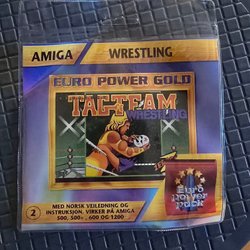 AMIGA WRESTLING
EURO POWER GOLD
TAG TEAM
WRESTLING
Euro
Power
Pack
2
MED NORSK VEILEDNING OG
INSTRUKSJON. VIRKER PÅ AMIGA
500, 500+, 600 OG 1200